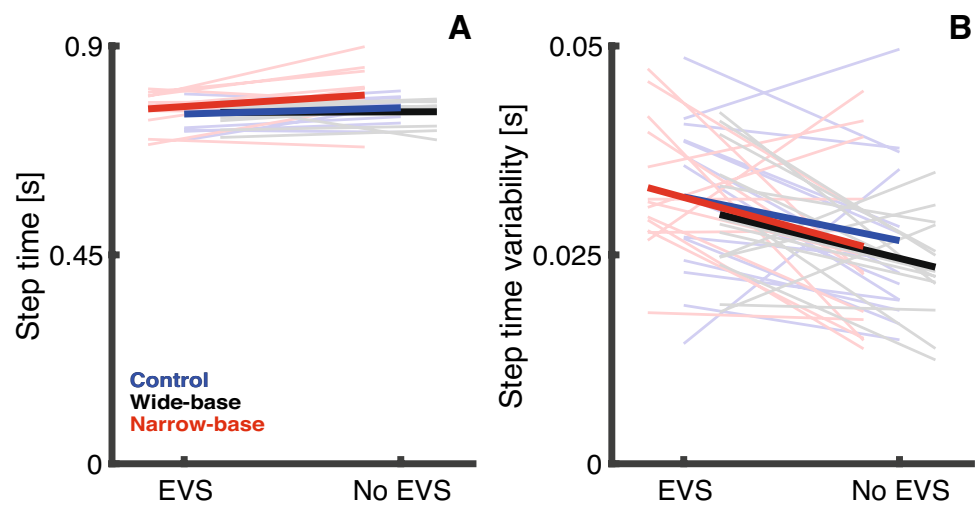 A
0.9
0.45
0
Step time [s]
Control
Wide-base
Narrow-base
EVS No EVS
B
0.05
0.025
0
Step time variability [s]
EVS No EVS